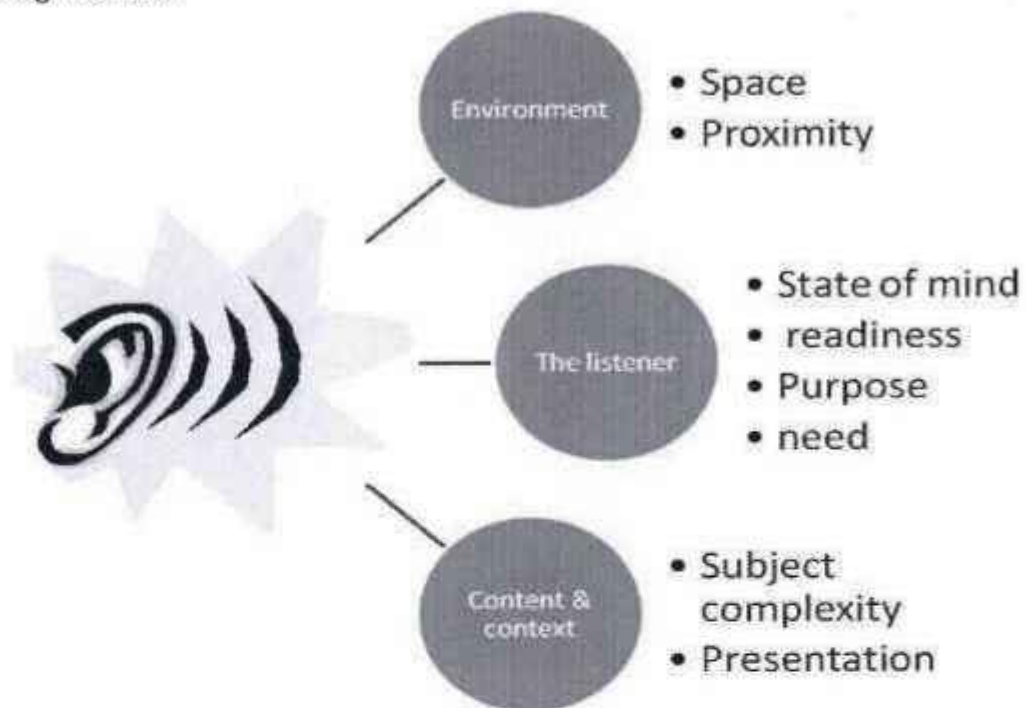 Environment
• Space
• Proximity
The listener
• State of mind
• readiness
• Purpose
• need
Content &
context
• Subject
complexity
• Presentation